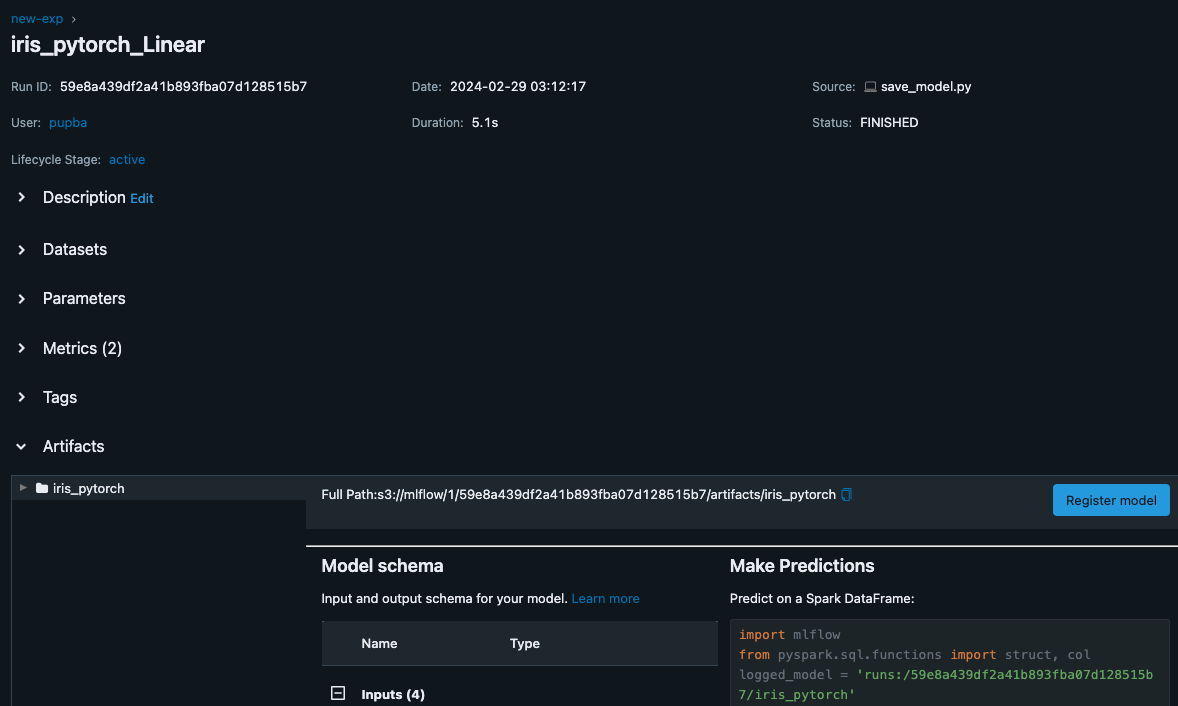 new-exp ›
iris_pytorch_Linear
Run ID: 59e8a439df2a41b893fba07d128515b7 Date: 2024-02-29 03:12:17 Source: save_model.py
User: pupba Duration: 5.1s Status: FINISHED
Lifecycle Stage: active
Description Edit
Datasets
Parameters
Metrics (2)
Tags
Artifacts
iris_pytorch
Full Path:s3://mlflow/1/59e8a439df2a41b893fba07d128515b7/artifacts/iris_pytorch
Register model
Model schema
Input and output schema for your model. Learn more
Name Type
Inputs (4)
Make Predictions
Predict on a Spark DataFrame:
import mlflow
from pyspark.sql.functions import struct, col
logged_model = 'runs:/59e8a439df2a41b893fba07d128515b
7/iris_pytorch'